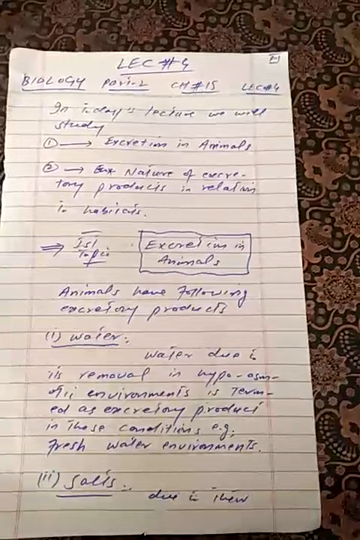 LEC #4
BIOLOGY Part-2 CH #15 LEC#4
In today's lecture we will
study
① → Excretion in Animals
② → Nature of excre-
tory products in relation
to habitats.
⇒ 1st Topic
Excretion in
Animals
Animals have following
excretory products
(i) Water:
Water due to
its removal in hypo-osm-
otic environments is Term-
ed as excretory product
in These conditions e.g;
Fresh water environments.
(ii) Salts:
due to Their